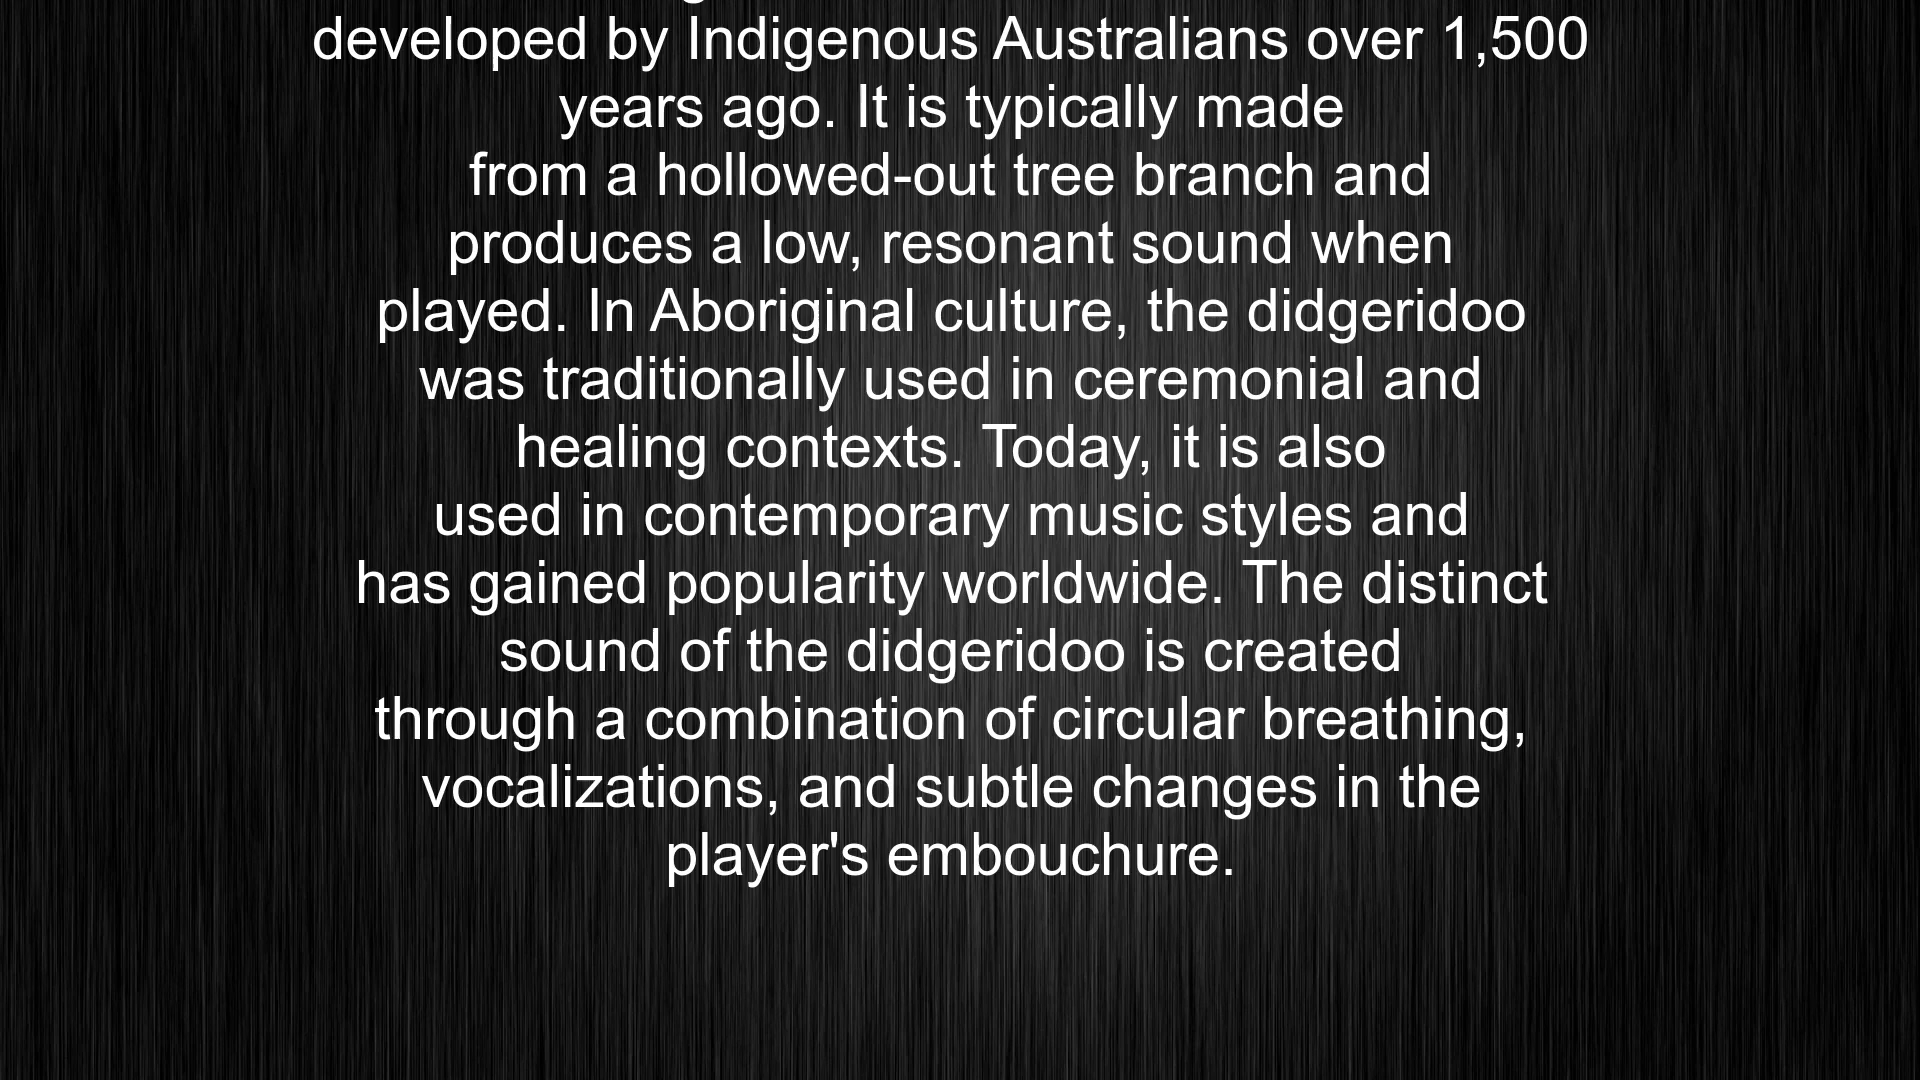 developed by Indigenous Australians over 1,500
years ago. It is typically made
from a hollowed-out tree branch and
produces a low, resonant sound when
played. In Aboriginal culture, the didgeridoo
was traditionally used in ceremonial and
healing contexts. Today, it is also
used in contemporary music styles and
has gained popularity worldwide. The distinct
sound of the didgeridoo is created
through a combination of circular breathing,
vocalizations, and subtle changes in the
player's embouchure.